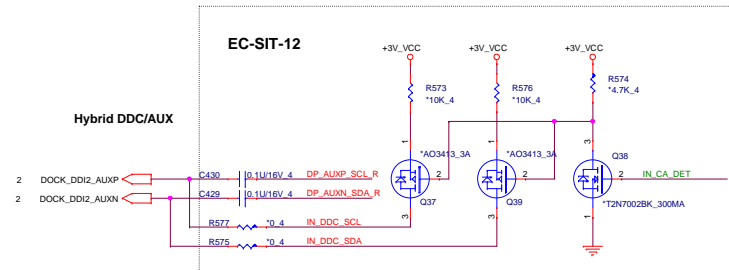 EC-SIT-12
+3V_VCC
+3V_VCC
+3V_VCC
R573
*10K_4
R576
*10K_4
R574
*4.7K_4
Hybrid DDC/AUX
1
1
3
*AO3413_3A
*AO3413_3A
Q38
2 DOCK_DDI2_AUXP
C430 0.1U/16V_4 DP_AUXP_SCL_R
2
2
2 IN_CA_DET
2 DOCK_DDI2_AUXN
C429 0.1U/16V_4 DP_AUXN_SDA_R
Q37
Q39
*T2N7002BK_300MA
3
3
1
R577 *0_4 IN_DDC_SCL
R575 *0_4 IN_DDC_SDA